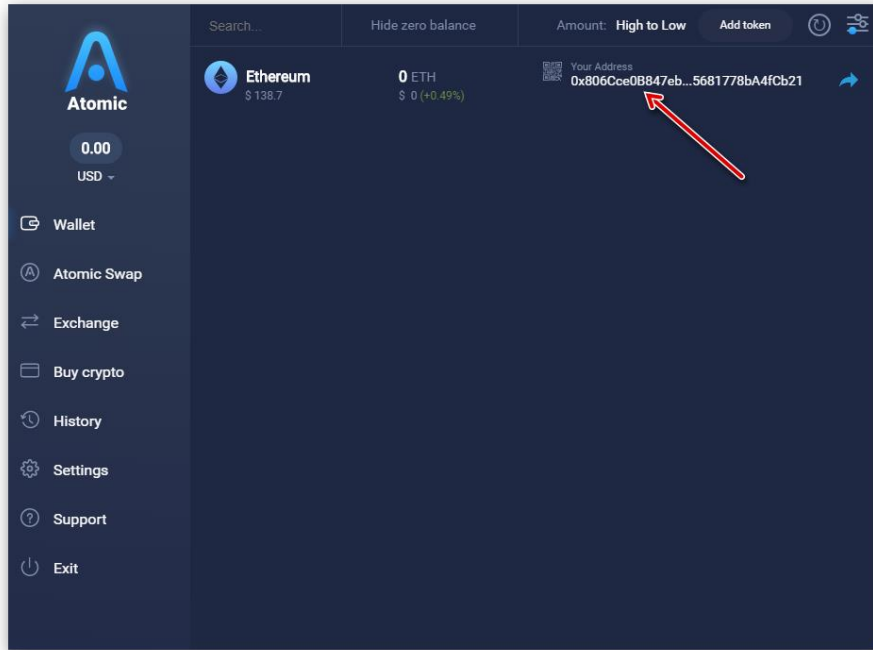 Search...
Hide zero balance
Amount: High to Low
Add token
Atomic
Ethereum
$ 138.7
0 ETH
$ 0 (+0.49%)
Your Address
0x806Cce0B847eb...5681778bA4fCb21
0.00
USD
Wallet
Atomic Swap
Exchange
Buy crypto
History
Settings
Support
Exit